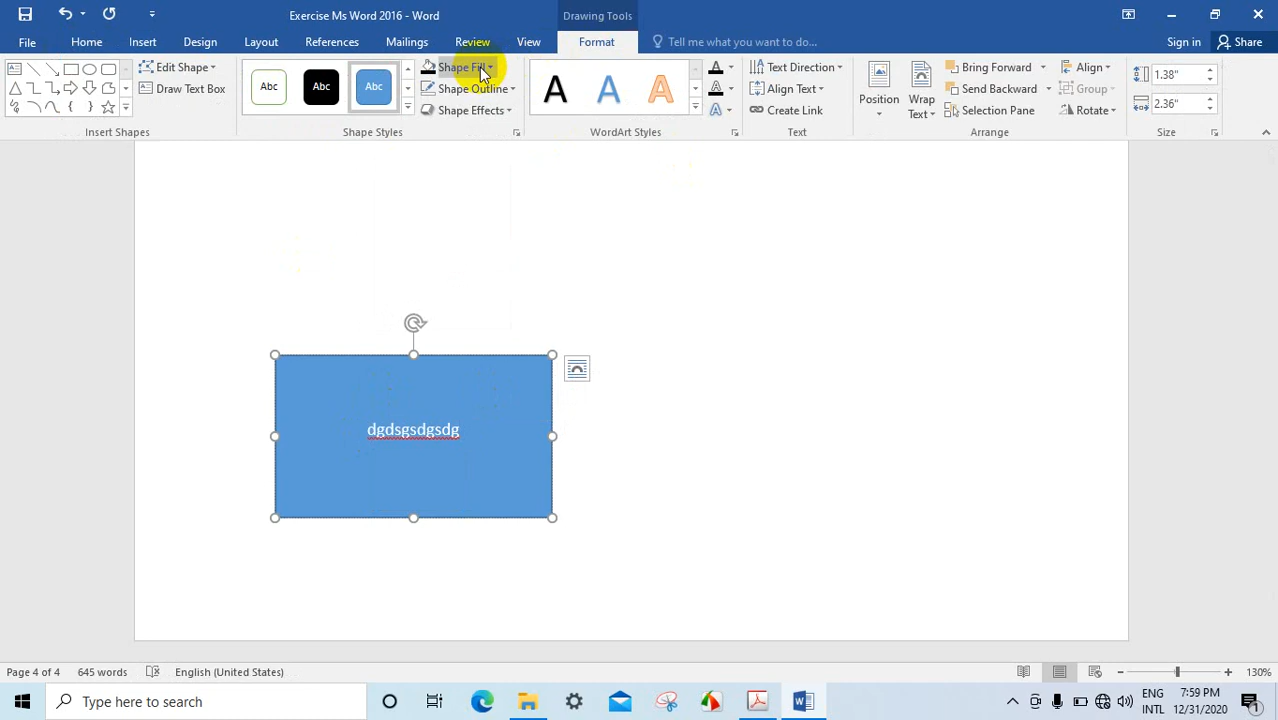 Exercise Ms Word 2016 - Word
Drawing Tools
File Home Insert Design Layout References Mailings Review View Format Tell me what you want to do... Sign in Share
Edit Shape
Draw Text Box
Insert Shapes
Abc Abc Abc
Shape Fill
Shape Outline
Shape Effects
Shape Styles
A A A
A
WordArt Styles
Text Direction
Align Text
Create Link
Text
Position
Wrap Text
Bring Forward
Send Backward
Selection Pane
Align
Group
Rotate
Arrange
1.38"
2.36"
Size
dgdsgsdgsdg
Page 4 of 4 645 words English (United States) 130%
Type here to search
ENG
INTL
7:59 PM
12/31/2020
1